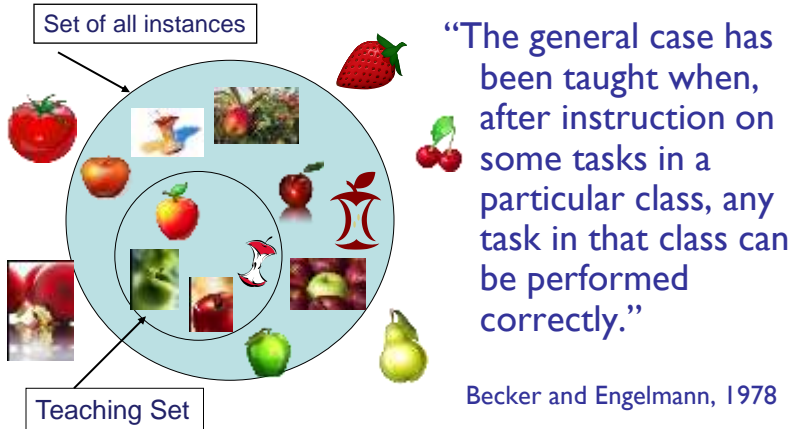 Set of all instances
“The general case has
been taught when,
after instruction on
some tasks in a
particular class, any
task in that class can
be performed
correctly.”
Becker and Engelmann, 1978
Teaching Set